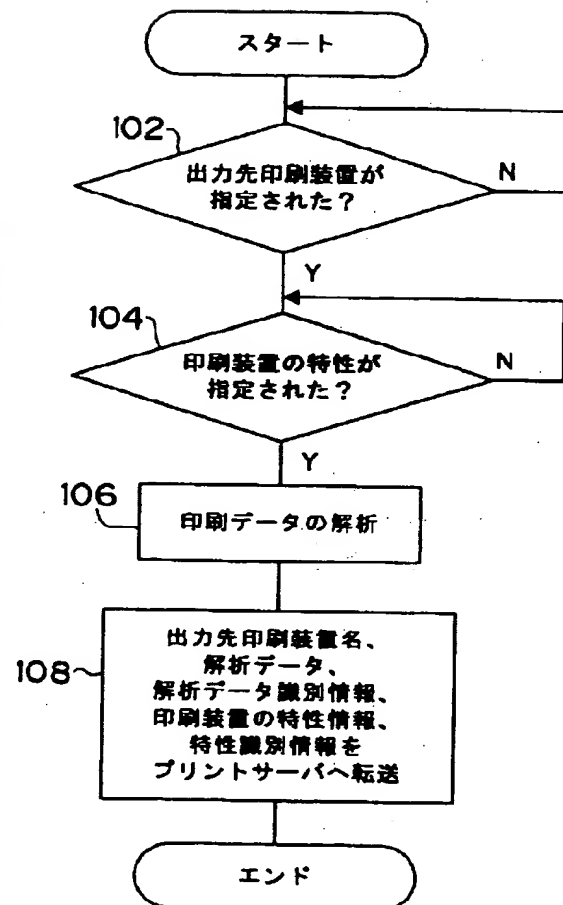 スタート
102
出力先印刷装置が
指定された?
N
Y
104
印刷装置の特性が
指定された?
N
Y
106
印刷データの解析
108
出力先印刷装置名、
解析データ、
解析データ識別情報、
印刷装置の特性情報、
特性識別情報を
プリントサーバへ転送
エンド